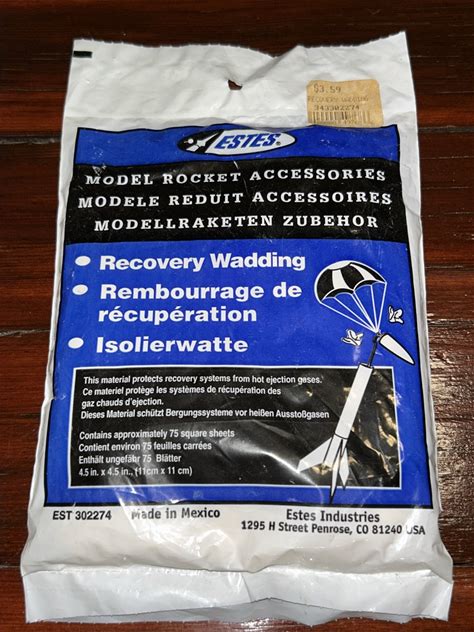 $3.59
RECOVERY WADDING
343302274
ESTES®
MODEL ROCKET ACCESSORIES
MODELE REDUIT ACCESSOIRES
MODELLRAKETEN ZUBEHOR
• Recovery Wadding
• Rembourrage de
récupération
• Isolierwatte
This material protects recovery systems from hot ejection geses.
Ce materiel protège les systèmes de récupération des
gaz chauds d'ejection.
Dieses Material schützt Bergungssysteme vor heißen Ausstoßgasen
Contains approximately 75 square sheets
Contient environ 75 feuilles carrées
Enthält ungefähr 75 Blätter
4.5 in. x 4.5 in., (11cm x 11 cm)
EST 302274 Made in Mexico
Estes Industries
1295 H Street Penrose, CO 81240 USA